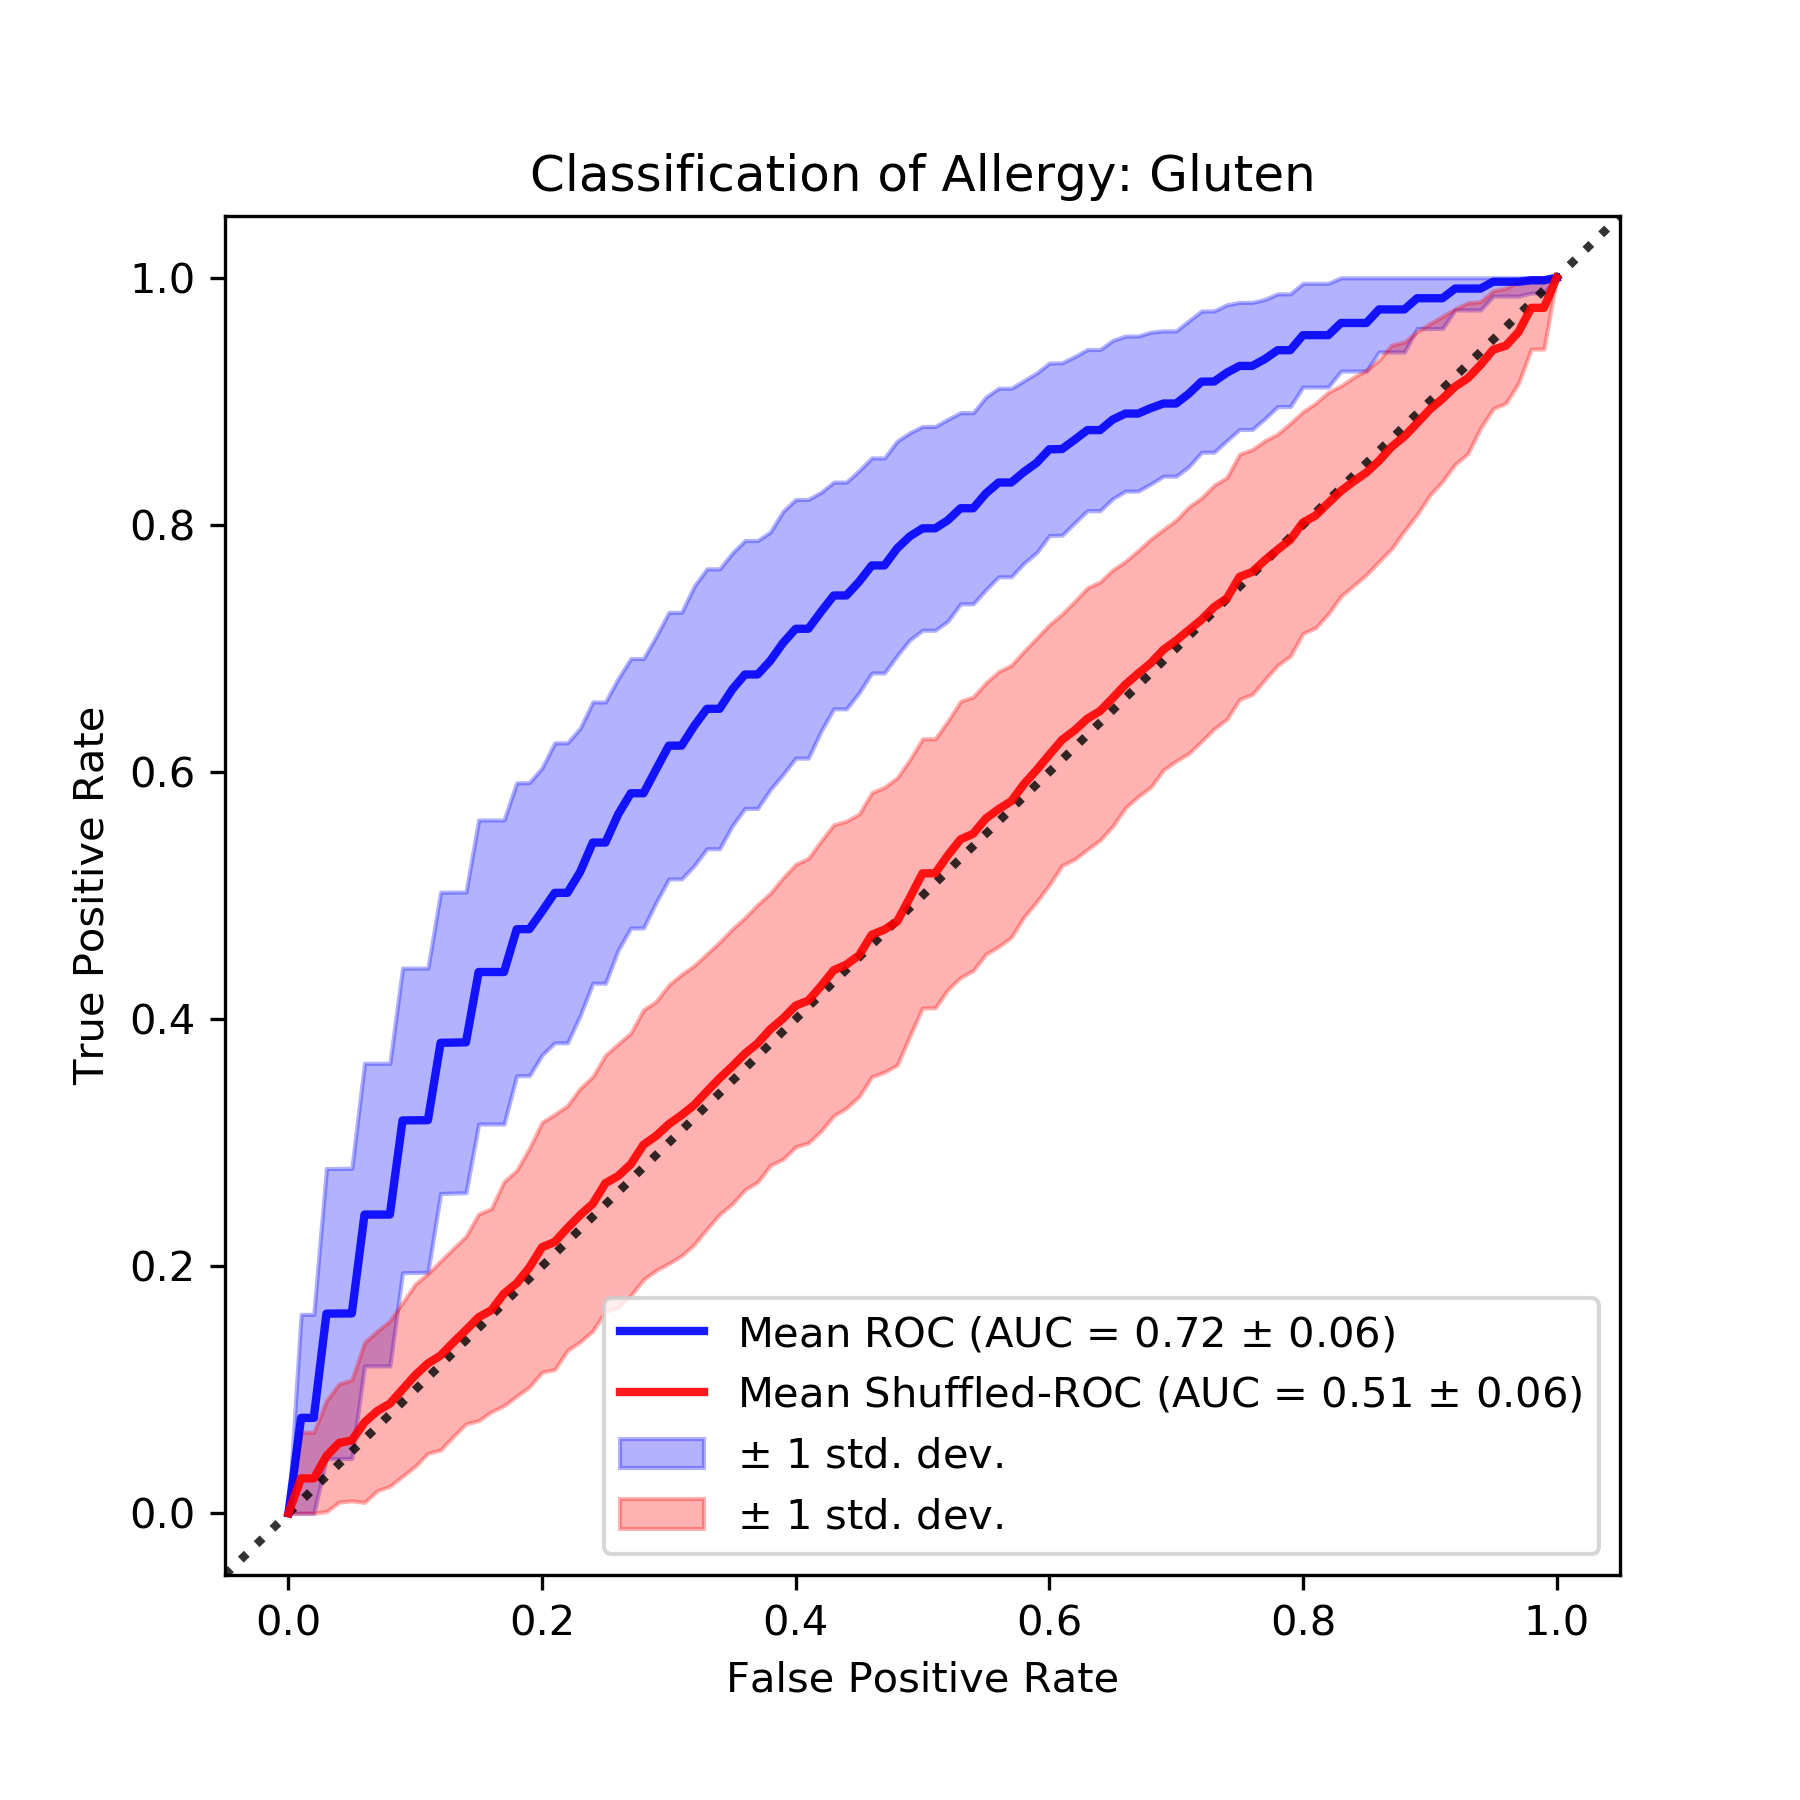 Classification of Allergy: Gluten
1.0
0.8
0.6
0.4
0.2
0.0
True Positive Rate
Mean ROC (AUC = 0.72 ± 0.06)
Mean Shuffled-ROC (AUC = 0.51 ± 0.06)
± 1 std. dev.
± 1 std. dev.
0.0 0.2 0.4 0.6 0.8 1.0
False Positive Rate